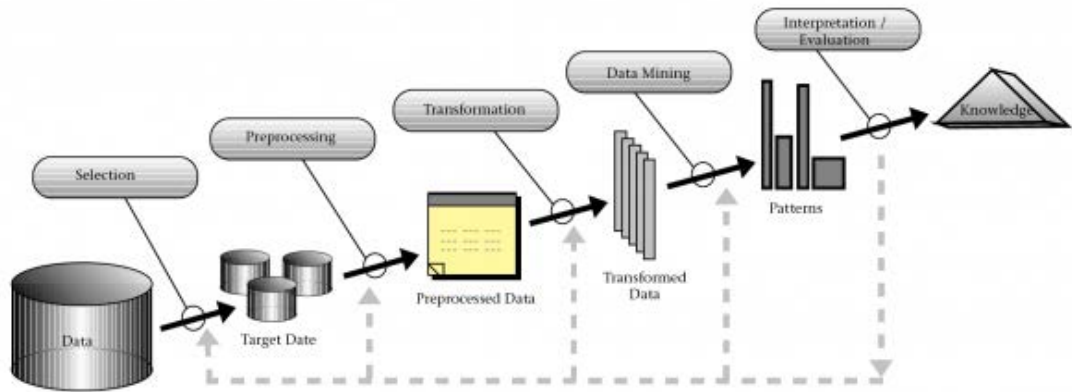 Interpretation /
Evaluation
Data Mining
Transformation
Preprocessing
Selection
Data
Target Date
Preprocessed Data
Transformed
Data
Patterns
Knowledge